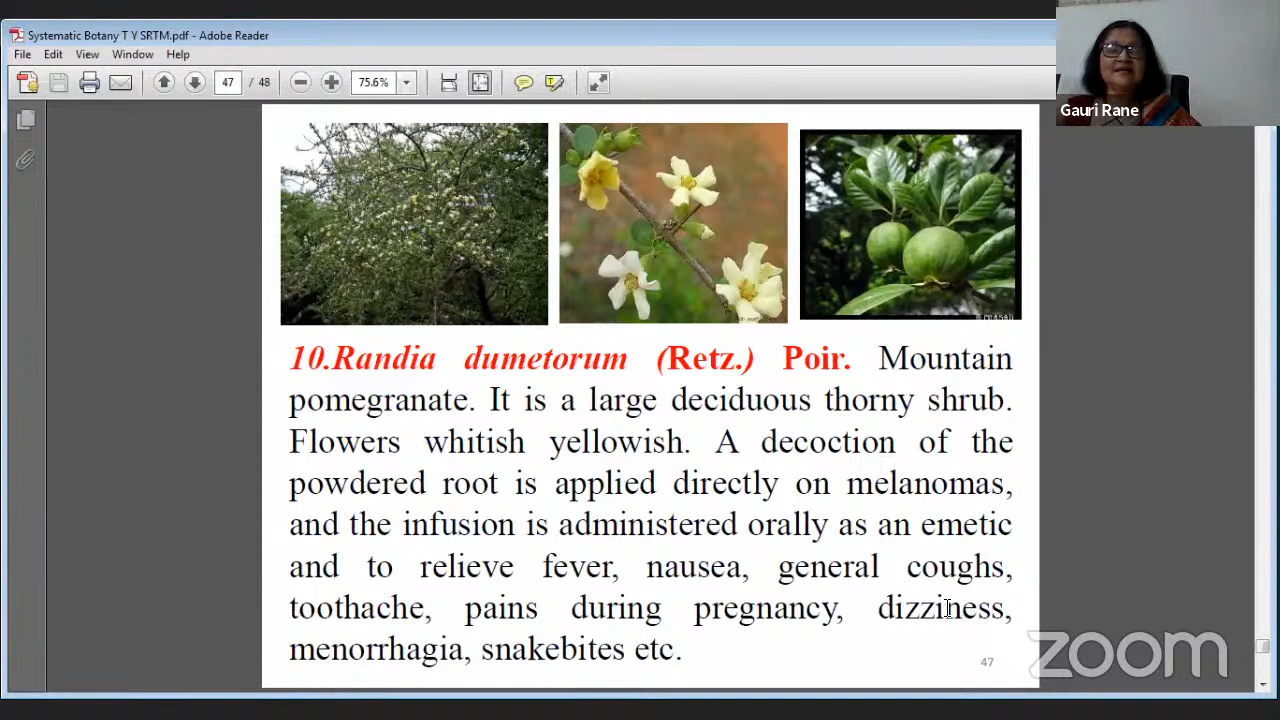 Systematic Botany T Y SRTM.pdf - Adobe Reader
File Edit View Window Help
47 / 48 75.6%
Gauri Rane
10.Randia dumetorum (Retz.) Poir. Mountain
pomegranate. It is a large deciduous thorny shrub.
Flowers whitish yellowish. A decoction of the
powdered root is applied directly on melanomas,
and the infusion is administered orally as an emetic
and to relieve fever, nausea, general coughs,
toothache, pains during pregnancy, dizziness,
menorrhagia, snakebites etc.
47
zoom